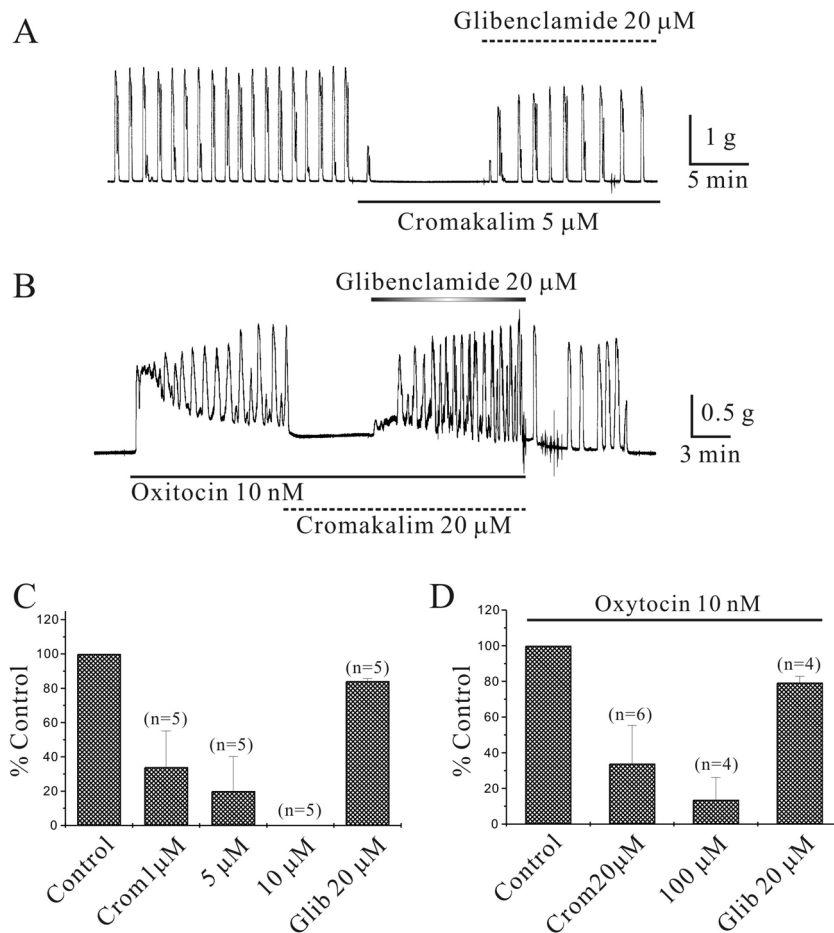 A
Glibenclamide 20 μM
1 g
5 min
Cromakalim 5 μM
B
Glibenclamide 20 μM
0.5 g
3 min
Oxitocin 10 nM
Cromakalim 20 μM
C
% Control
120
100
80
60
40
20
0
(n=5)
(n=5)
(n=5)
(n=5)
Control
Crom1μM
5 μM
10 μM
Glib 20 μM
D
Oxytocin 10 nM
% Control
120
100
80
60
40
20
0
(n=6)
(n=4)
(n=4)
Control
Crom20μM
100 μM
Glib 20 μM